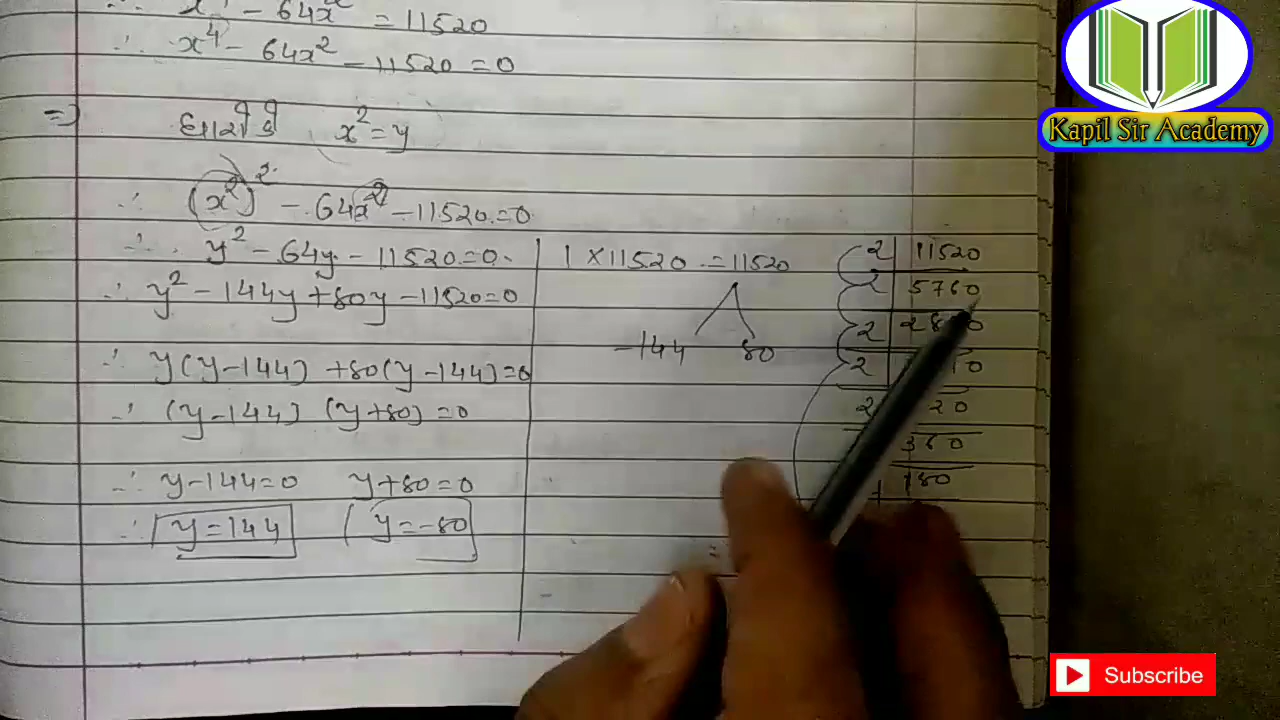 x⁴ - 64x² = 11520
∴ x⁴ - 64x² - 11520 = 0
=> धारा की x² = y
∴ (x²)² - 64x² - 11520 = 0
∴ y² - 64y - 11520 = 0
∴ y² - 144y + 80y - 11520 = 0
∴ y(y - 144) + 80(y - 144) = 0
∴ (y - 144) (y + 80) = 0
∴ y - 144 = 0 y + 80 = 0
∴ y = 144 y = -80
1 × 11520 = 11520
-144 80
2 11520
2 5760
2
2
2
360
180
Kapil Sir Academy
Subscribe